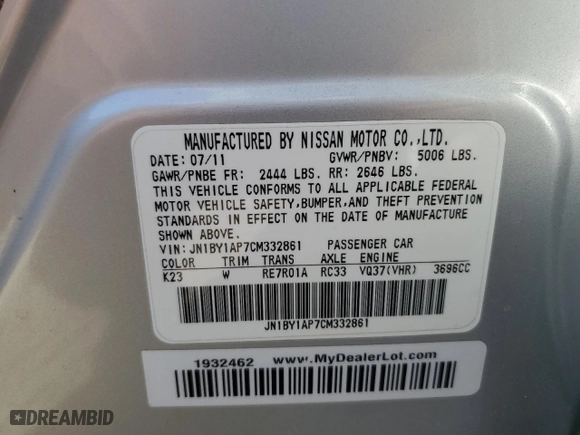 MANUFACTURED BY NISSAN MOTOR CO.,LTD.
DATE: 07/11 GVWR/PNBV: 5006 LBS.
GAWR/PNBE FR: 2444 LBS. RR: 2646 LBS.
THIS VEHICLE CONFORMS TO ALL APPLICABLE FEDERAL
MOTOR VEHICLE SAFETY,BUMPER,AND THEFT PREVENTION
STANDARDS IN EFFECT ON THE DATE OF MANUFACTURE
SHOWN ABOVE.
VIN: JN1BY1AP7CM332861 PASSENGER CAR
COLOR TRIM TRANS AXLE ENGINE
K23 W RE7R01A RC33 VQ37(VHR) 3696CC
JN1BY1AP7CM332861
1932462 www.MyDealerLot.com
DREAMBID